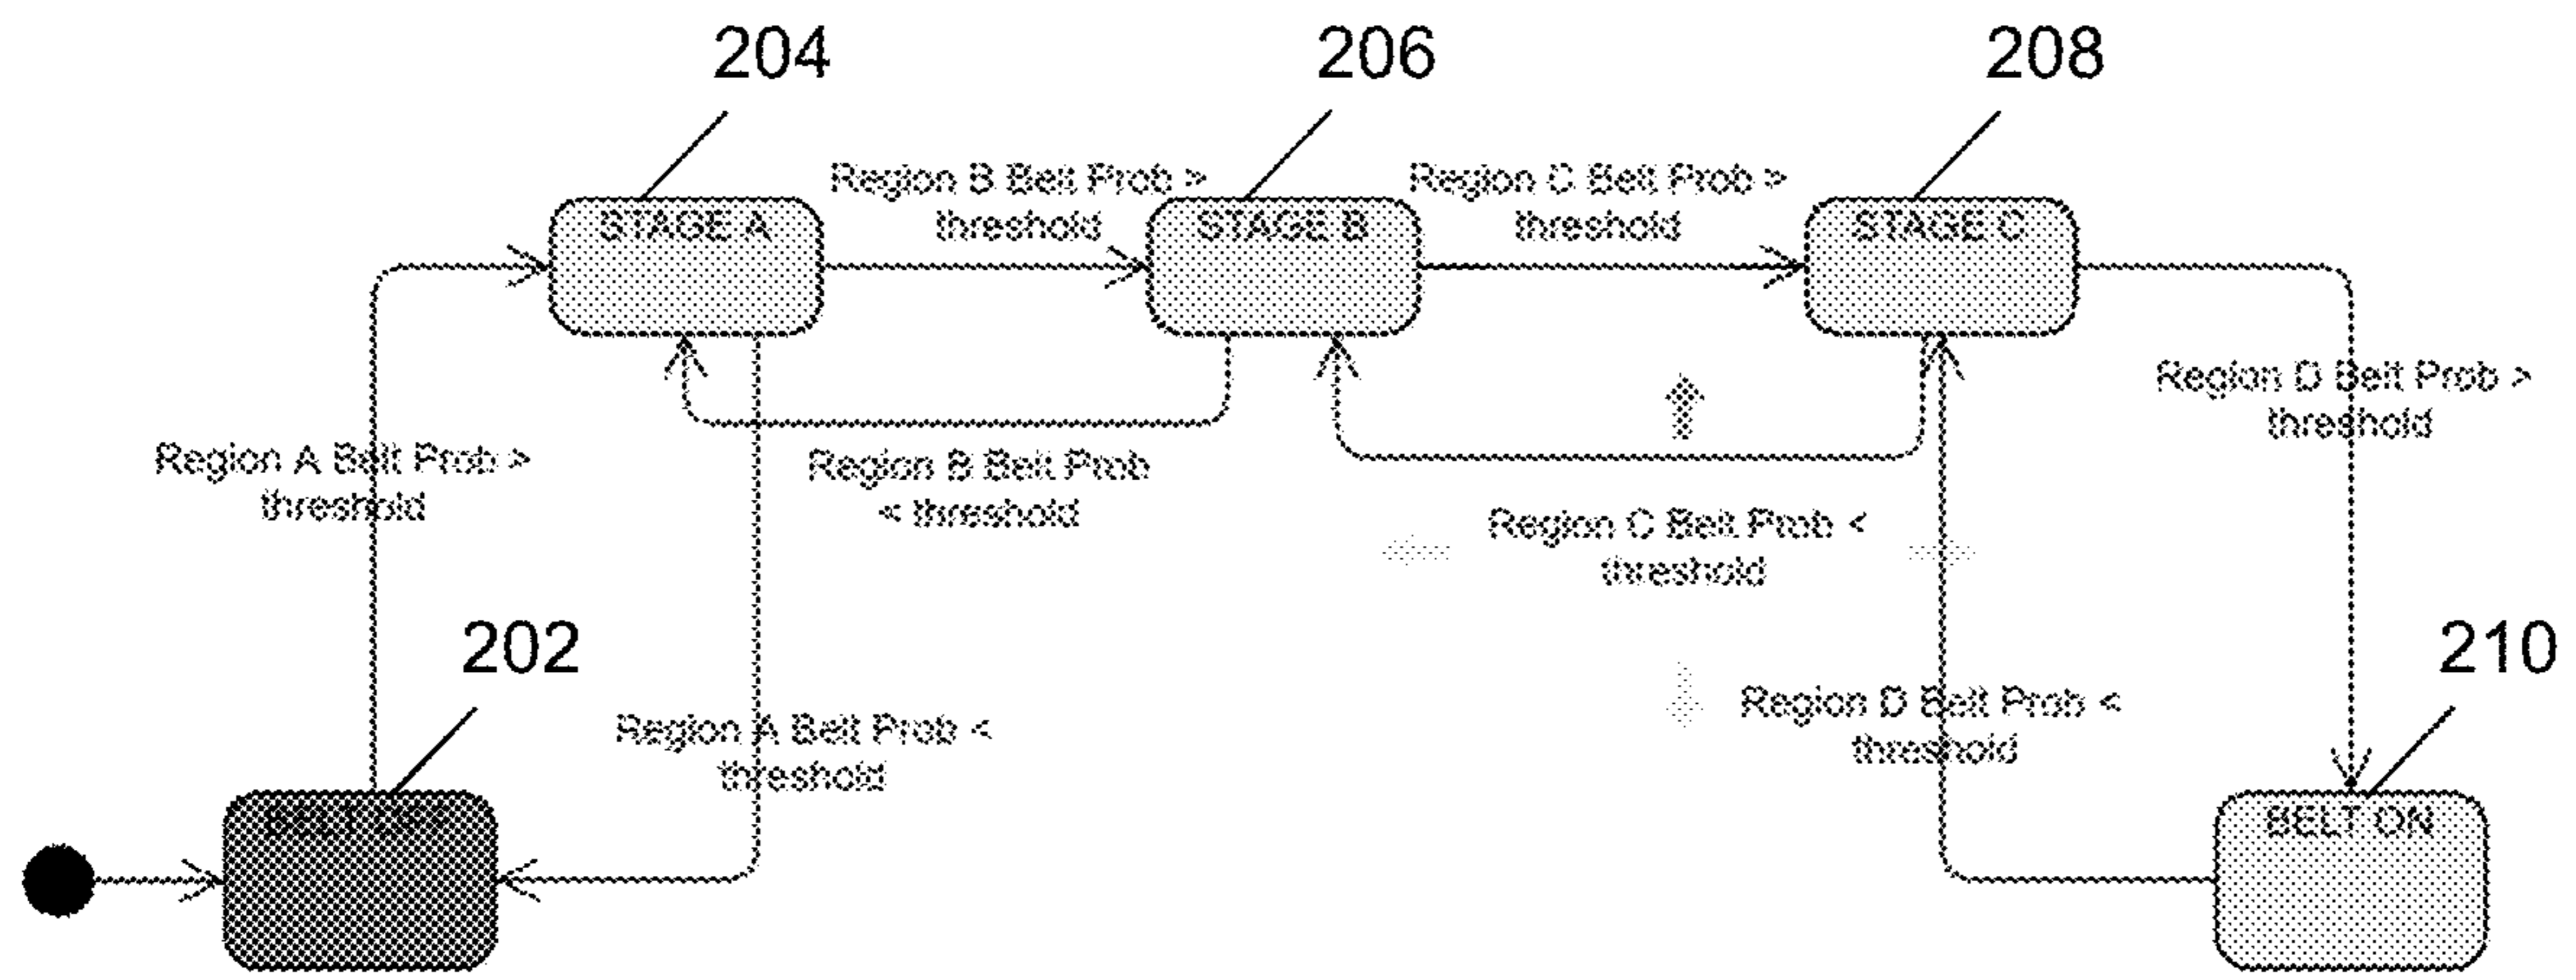 204
206
208
Region B Belt Prob >
threshold
Region C Belt Prob >
threshold
STAGE A
STAGE B
STAGE C
Region D Belt Prob >
threshold
Region A Belt Prob >
threshold
Region B Belt Prob
< threshold
Region C Belt Prob <
threshold
202
210
Region A Belt Prob <
threshold
Region D Belt Prob <
threshold
BELT OFF
BELT ON